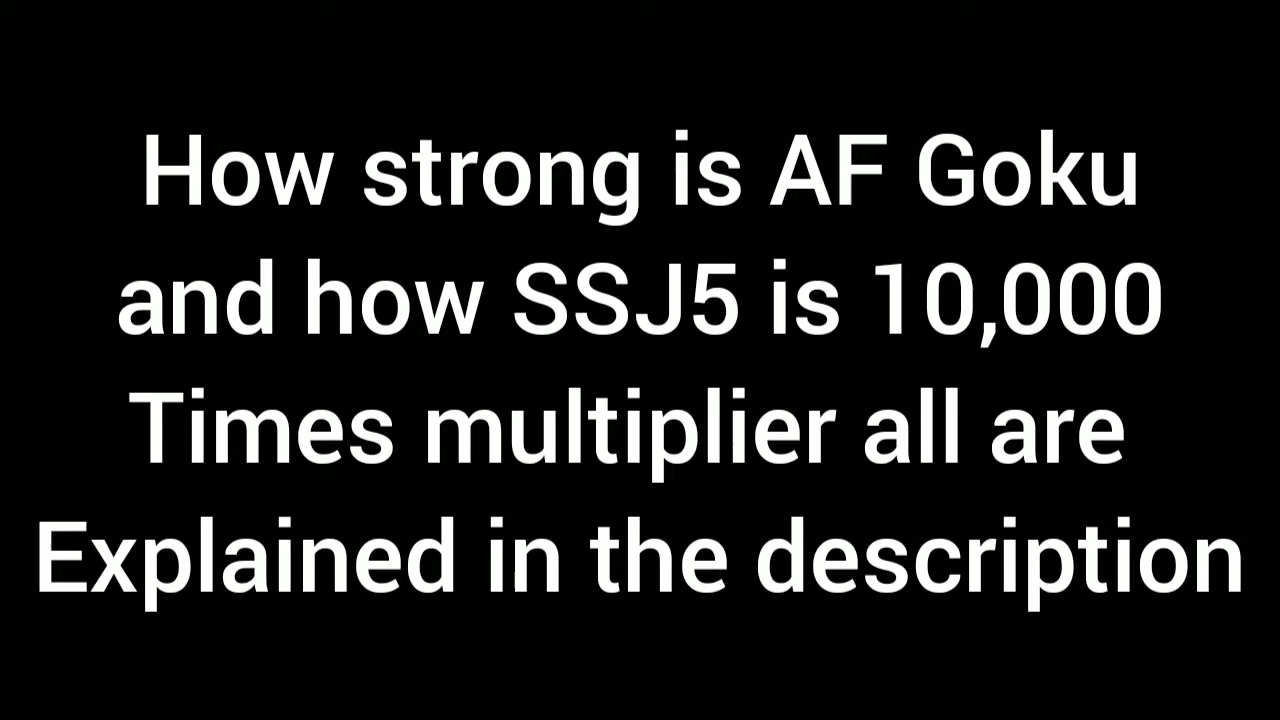 How strong is AF Goku
and how SSJ5 is 10,000
Times multiplier all are
Explained in the description